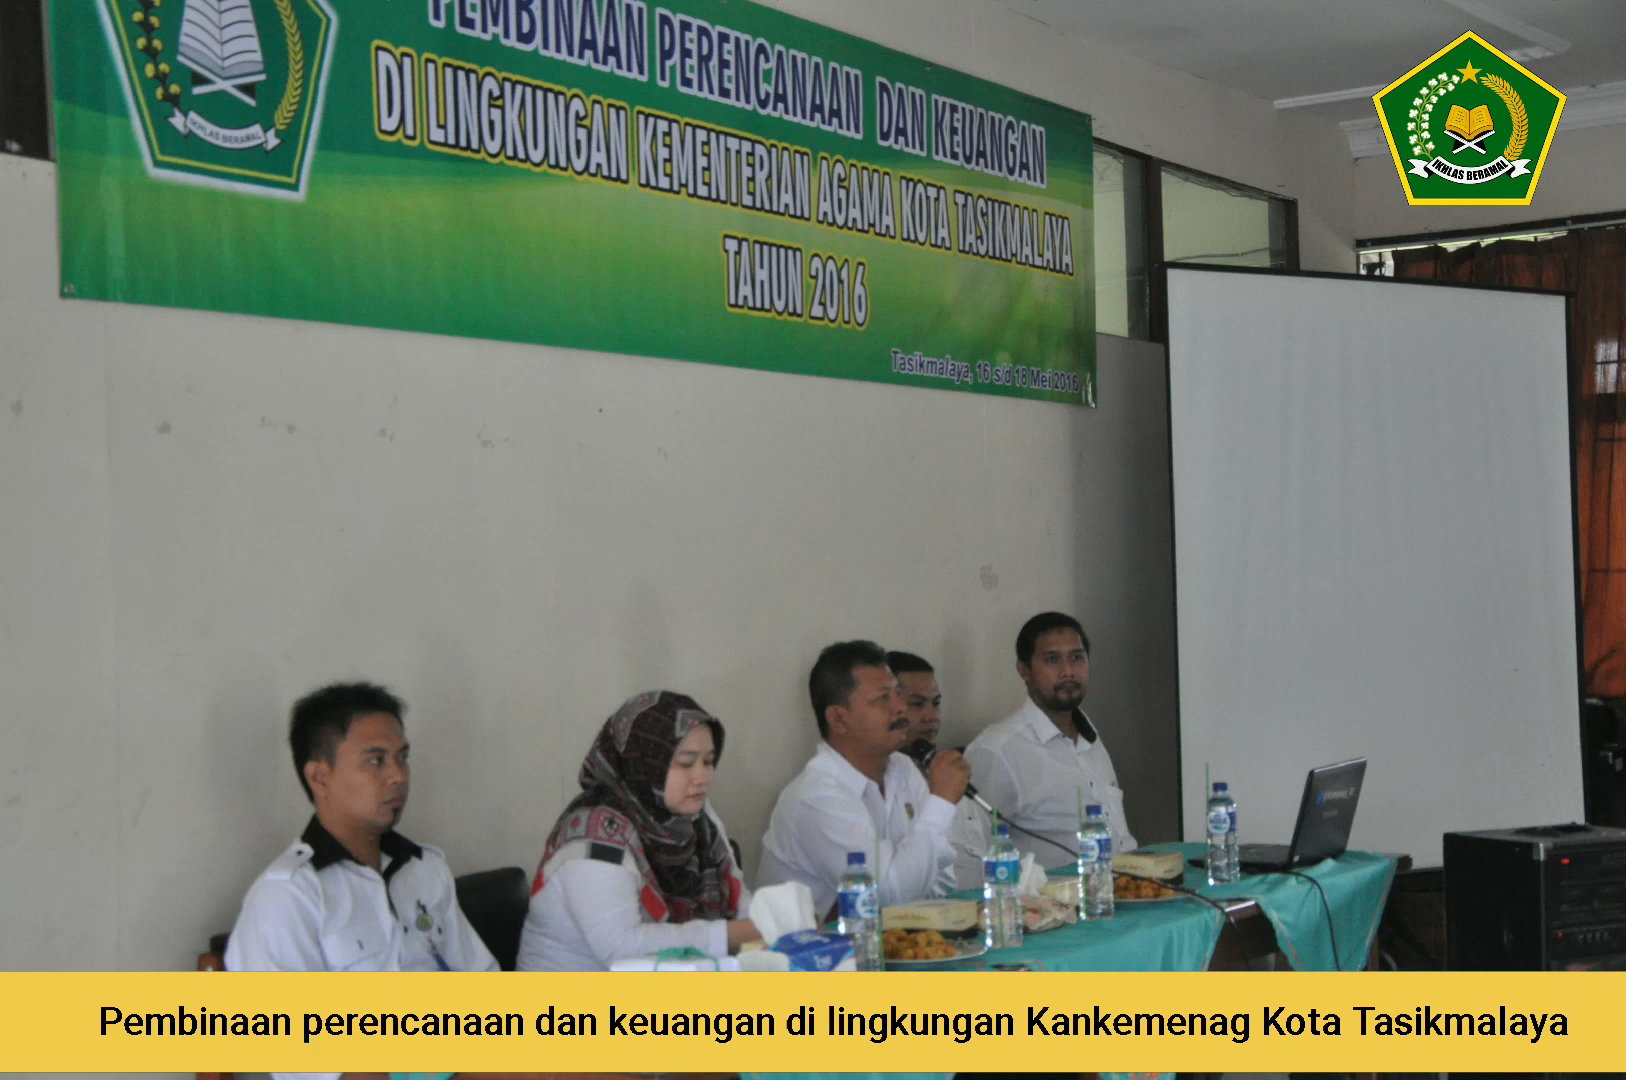 PEMBINAAN PERENCANAAN DAN KEUANGAN
DI LINGKUNGAN KEMENTERIAN AGAMA KOTA TASIKMALAYA
TAHUN 2016
Tasikmalaya, 16 s/d 18 Mei 2016
IKHLAS BERAMAL
IKHLAS BERAMAL
Pembinaan perencanaan dan keuangan di lingkungan Kankemenag Kota Tasikmalaya